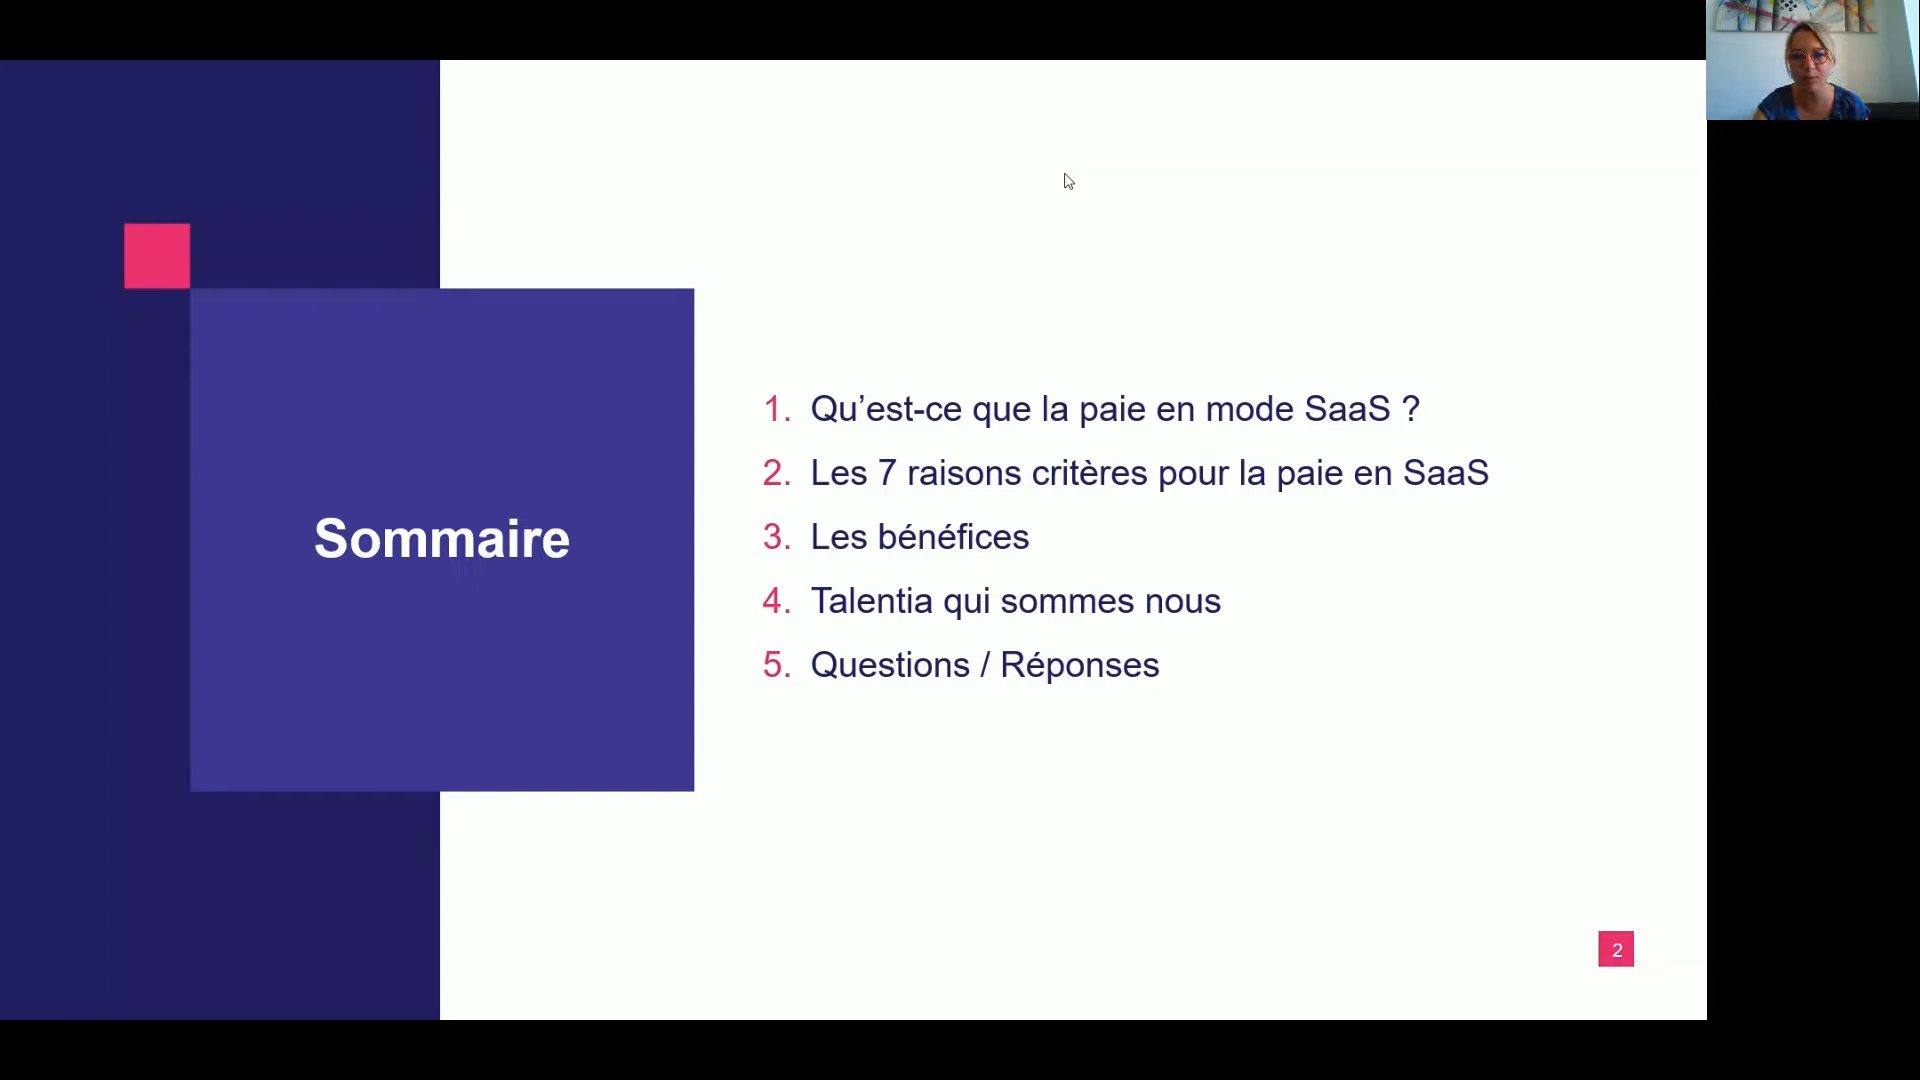 Sommaire
1. Qu’est-ce que la paie en mode SaaS ?
2. Les 7 raisons critères pour la paie en SaaS
3. Les bénéfices
4. Talentia qui sommes nous
5. Questions / Réponses
2